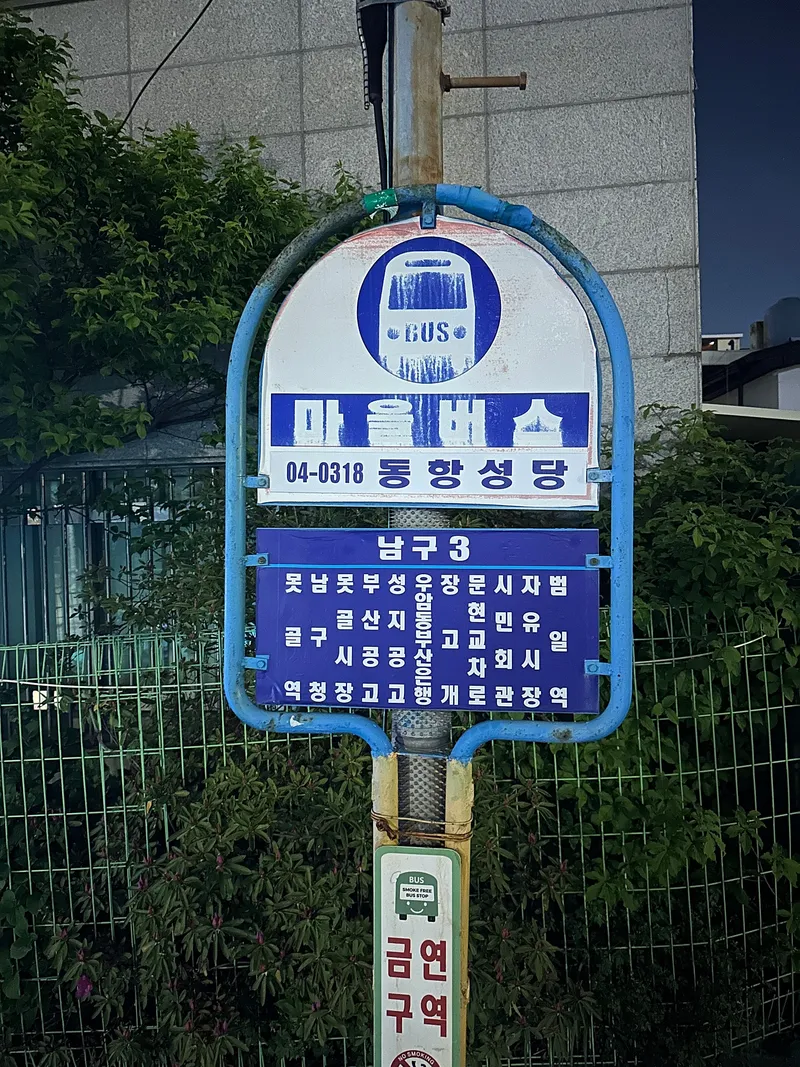 BUS
마을버스
04-0318 동항성당
남구3
못골역
남구청
못골시장
부산공고
성지공고
우암동부산은행
장고개
문현교차로
시민회관
자유시장
범일역
BUS
SMOKE FREE
BUS STOP
금연
구역
NO SMOKING